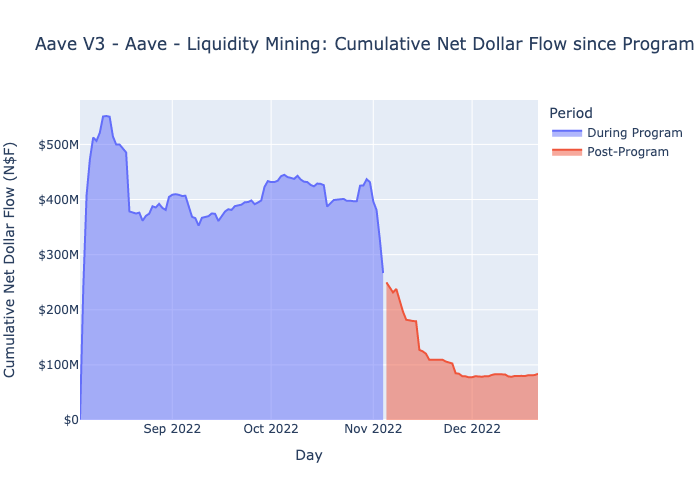 Aave V3 - Aave - Liquidity Mining: Cumulative Net Dollar Flow since Program
Period
During Program
Post-Program
Cumulative Net Dollar Flow (N$F)
$500M
$400M
$300M
$200M
$100M
$0
Sep 2022
Oct 2022
Nov 2022
Dec 2022
Day